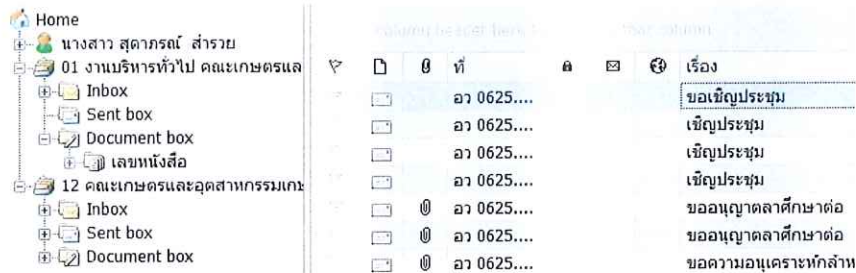 Home
นางสาว สุดาภรณ์ สำรวย
01 งานบริหารทั่วไป คณะเกษตรแล
Inbox
Sent box
Document box
เลขหนังสือ
12 คณะเกษตรและอุตสาหกรรมเกษ
Inbox
Sent box
Document box
ที่ เรื่อง
อว 0625.... ขอเชิญประชุม
อว 0625.... เชิญประชุม
อว 0625.... เชิญประชุม
อว 0625.... เชิญประชุม
อว 0625.... ขออนุญาตลาศึกษาต่อ
อว 0625.... ขออนุญาตลาศึกษาต่อ
อว 0625.... ขอความอนุเคราะห์